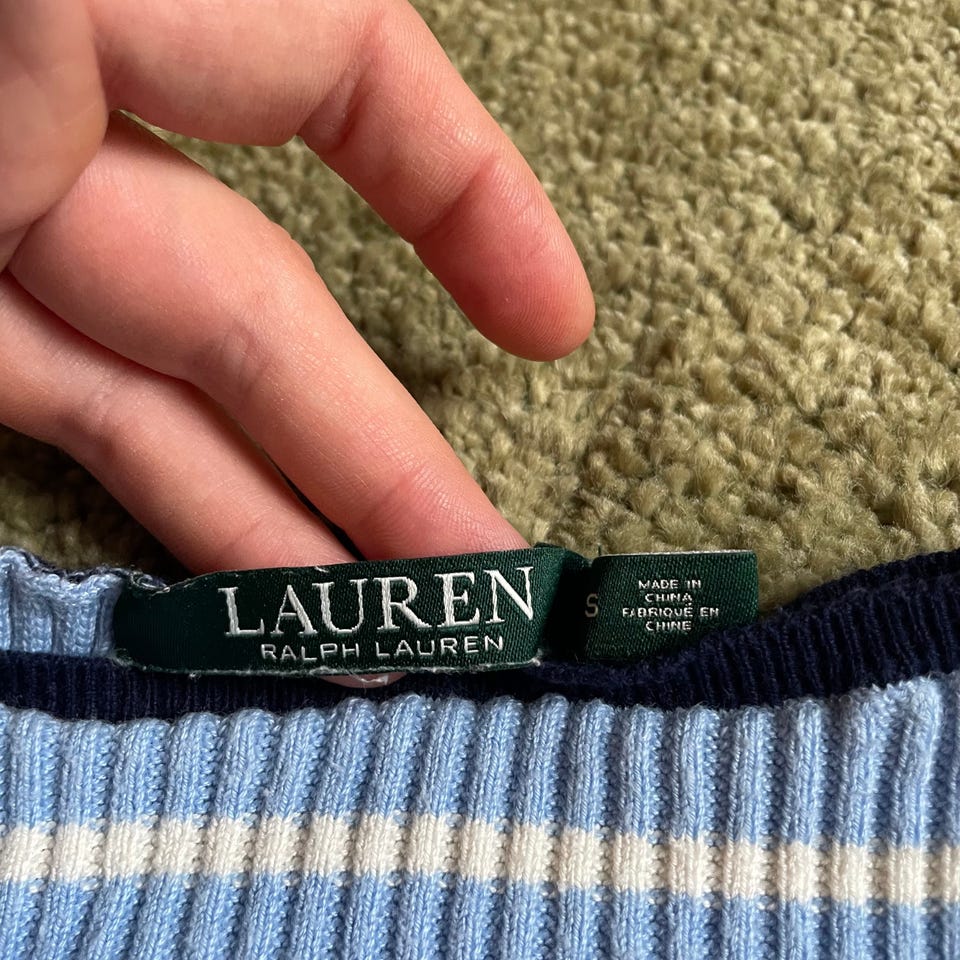 LAUREN
RALPH LAUREN
S
MADE IN
CHINA
FABRIQUÉ EN
CHINE